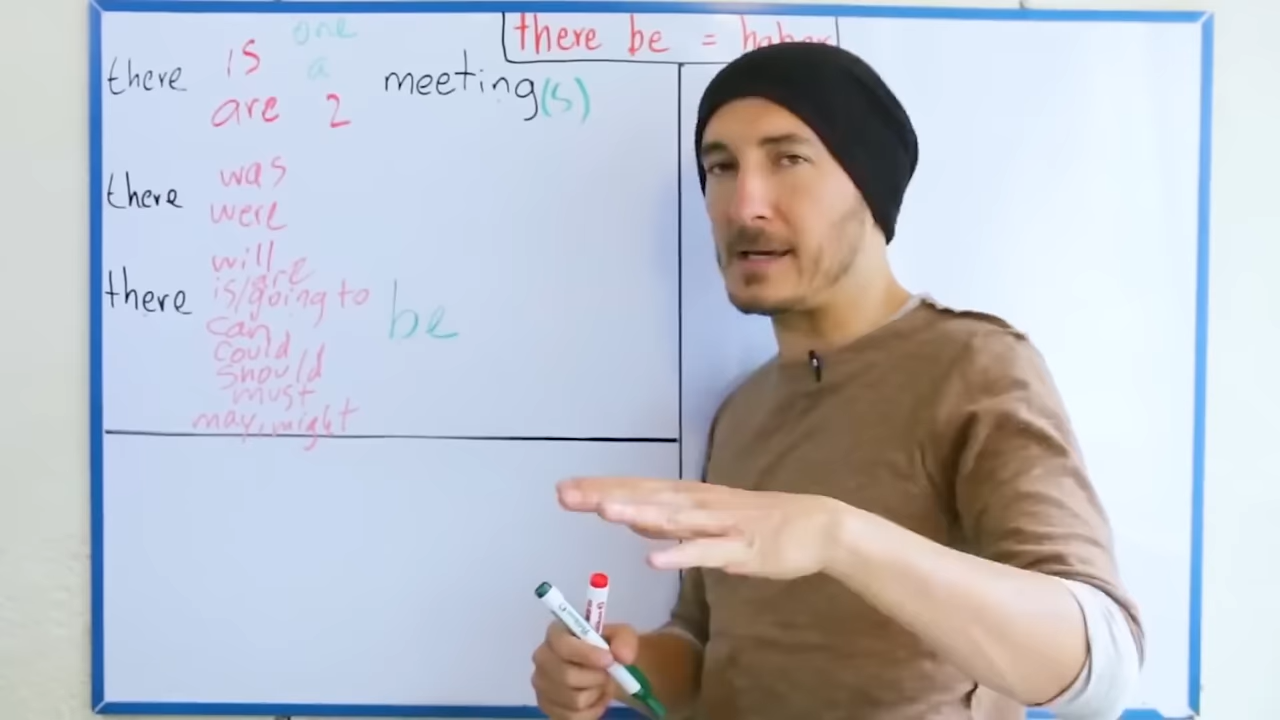 there be =
one
there is a meeting(s)
are 2
there was
were
will
are
there is/going to be
can
could
should
must
may, might